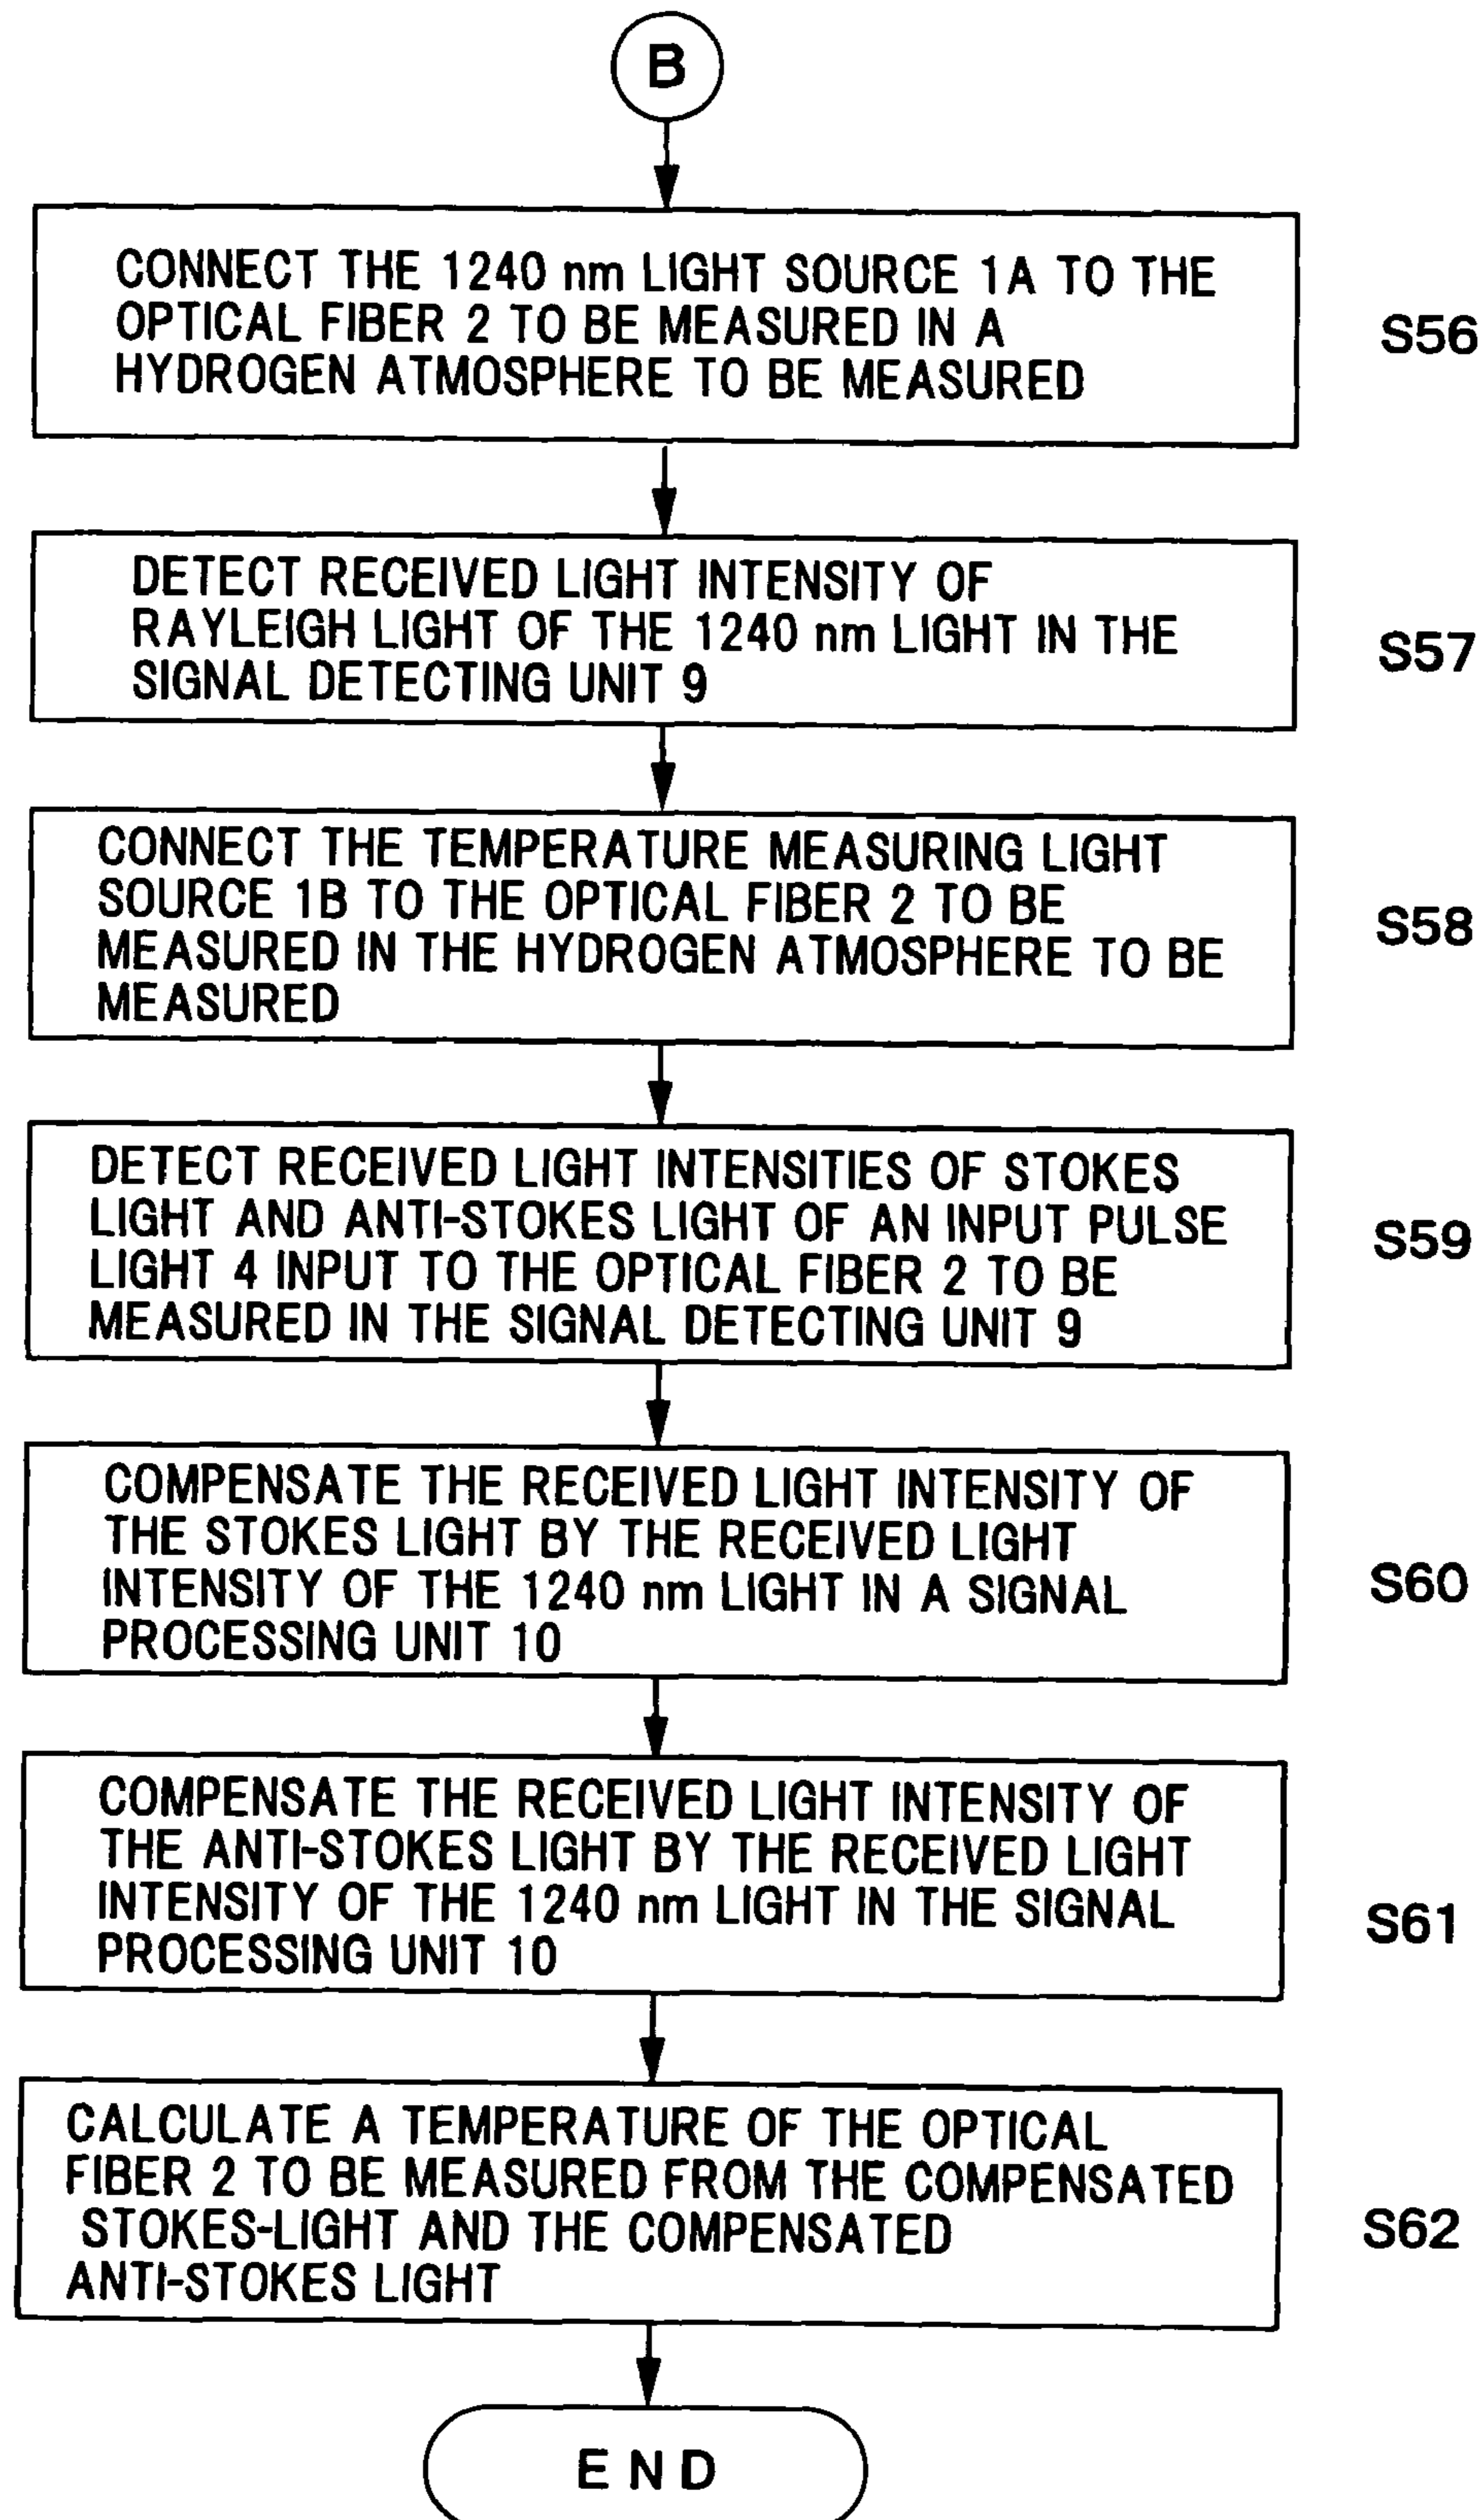 B
CONNECT THE 1240 nm LIGHT SOURCE 1A TO THE
OPTICAL FIBER 2 TO BE MEASURED IN A
HYDROGEN ATMOSPHERE TO BE MEASURED
S56
DETECT RECEIVED LIGHT INTENSITY OF
RAYLEIGH LIGHT OF THE 1240 nm LIGHT IN THE
SIGNAL DETECTING UNIT 9
S57
CONNECT THE TEMPERATURE MEASURING LIGHT
SOURCE 1B TO THE OPTICAL FIBER 2 TO BE
MEASURED IN THE HYDROGEN ATMOSPHERE TO BE
MEASURED
S58
DETECT RECEIVED LIGHT INTENSITIES OF STOKES
LIGHT AND ANTI-STOKES LIGHT OF AN INPUT PULSE
LIGHT 4 INPUT TO THE OPTICAL FIBER 2 TO BE
MEASURED IN THE SIGNAL DETECTING UNIT 9
S59
COMPENSATE THE RECEIVED LIGHT INTENSITY OF
THE STOKES LIGHT BY THE RECEIVED LIGHT
INTENSITY OF THE 1240 nm LIGHT IN A SIGNAL
PROCESSING UNIT 10
S60
COMPENSATE THE RECEIVED LIGHT INTENSITY OF
THE ANTI-STOKES LIGHT BY THE RECEIVED LIGHT
INTENSITY OF THE 1240 nm LIGHT IN THE SIGNAL
PROCESSING UNIT 10
S61
CALCULATE A TEMPERATURE OF THE OPTICAL
FIBER 2 TO BE MEASURED FROM THE COMPENSATED
STOKES-LIGHT AND THE COMPENSATED
ANTI-STOKES LIGHT
S62
END